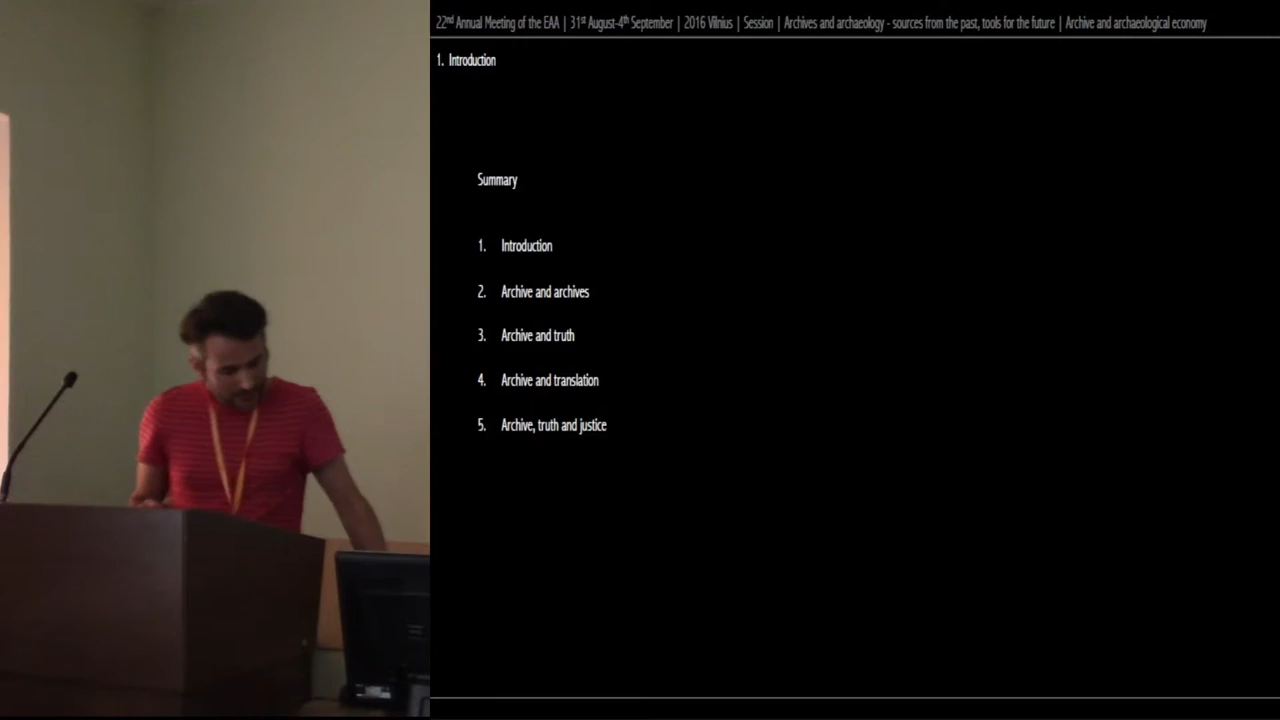 22nd Annual Meeting of the EAA | 31st August-4th September | 2016 Vilnius | Session | Archives and archaeology - sources from the past, tools for the future | Archive and archaeological economy
1. Introduction
Summary
1. Introduction
2. Archive and archives
3. Archive and truth
4. Archive and translation
5. Archive, truth and justice